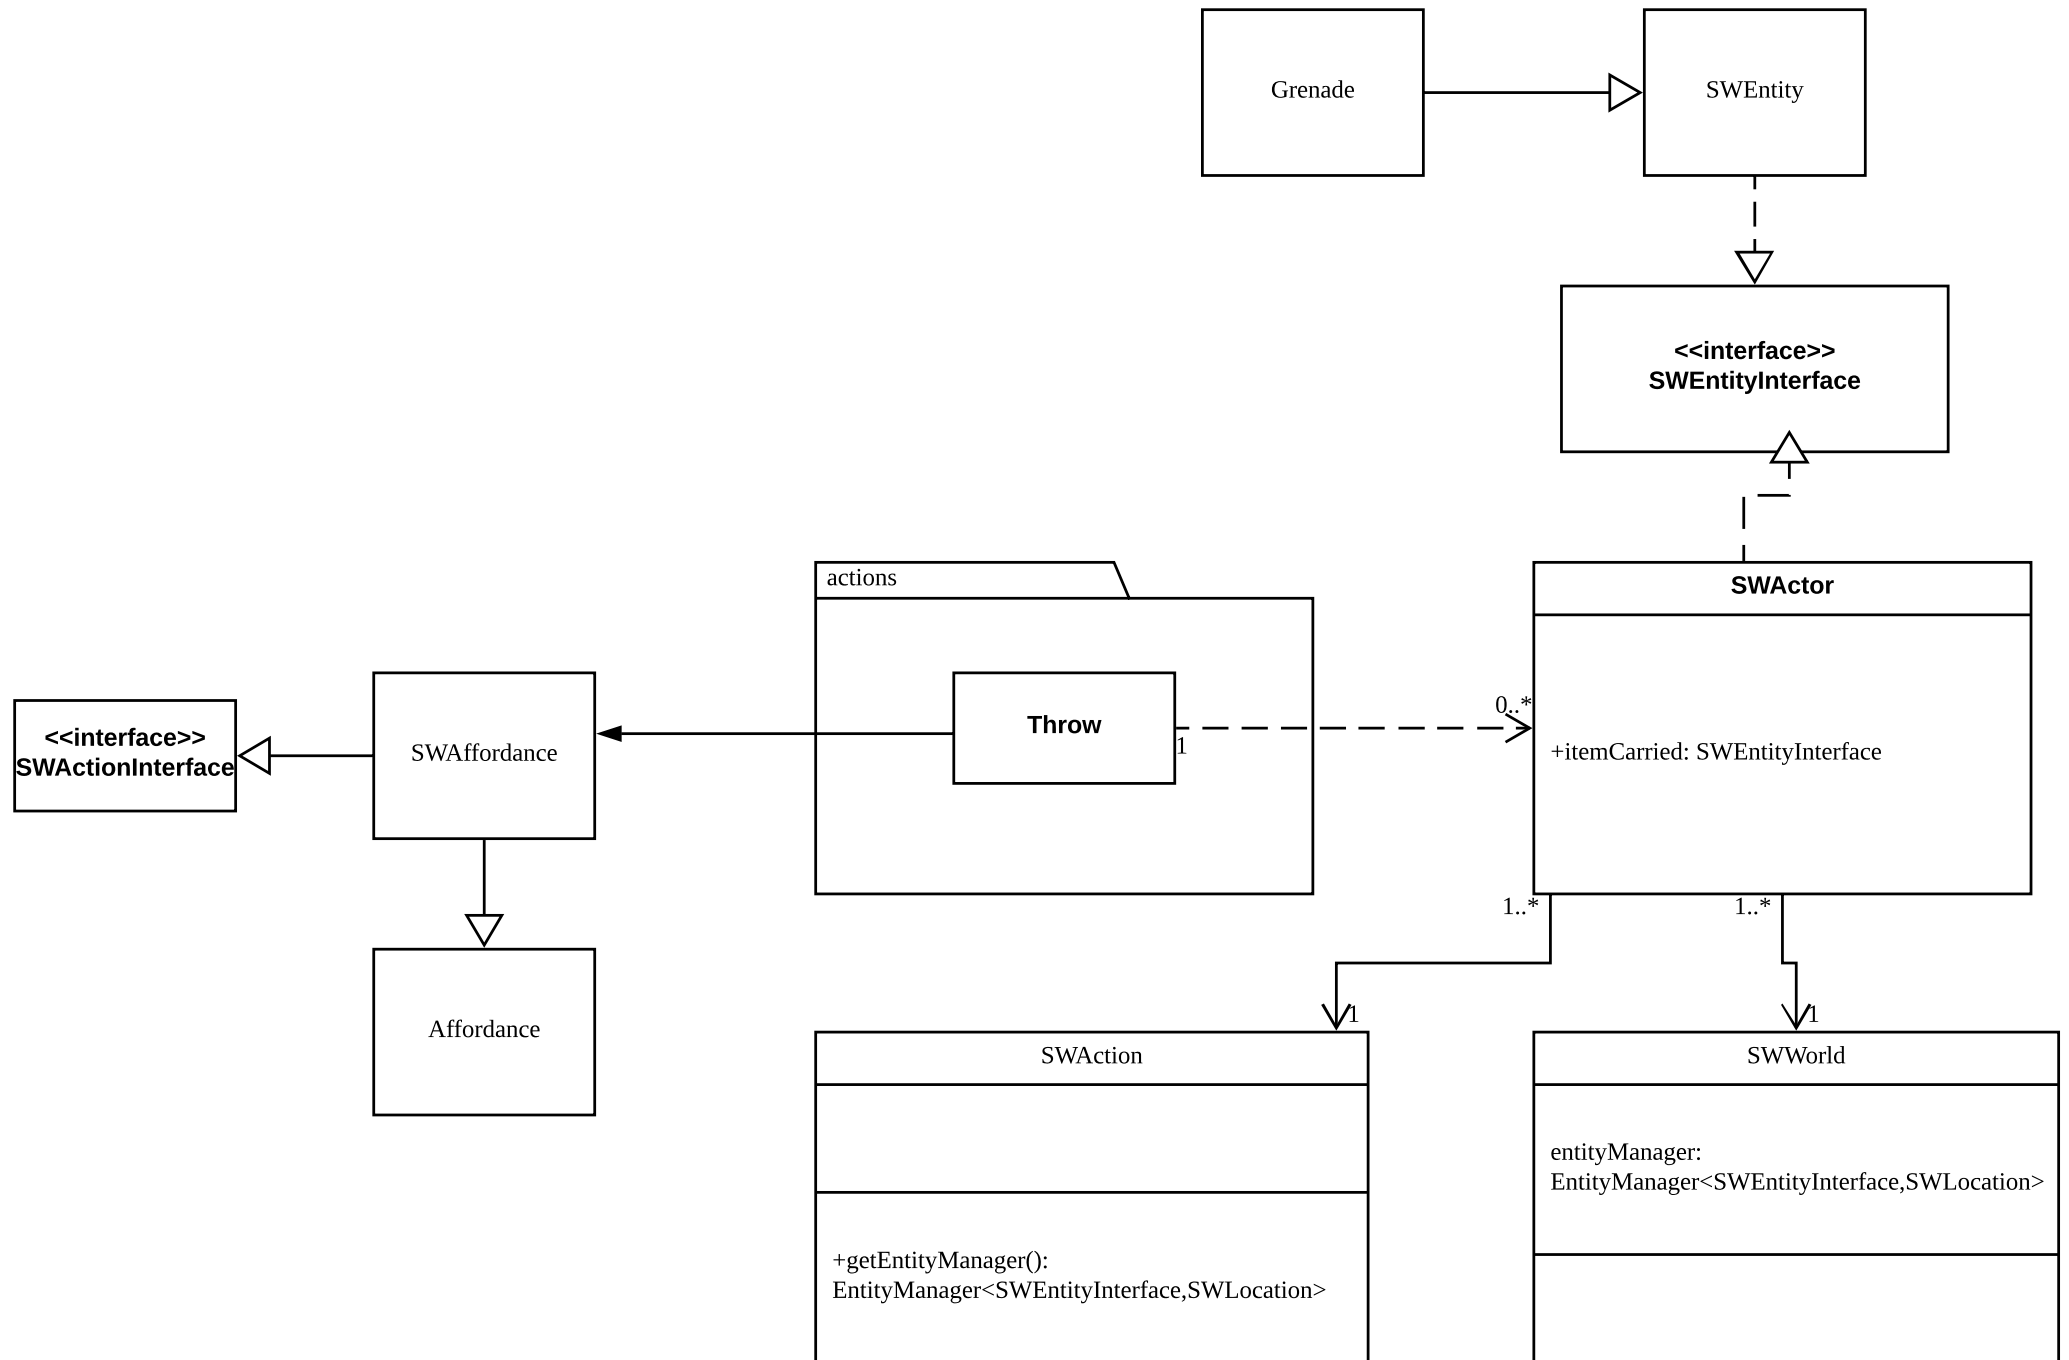 Grenade
SWEntity
<<interface>>
SWEntityInterface
actions
SWActor
Throw
0..*
1
+itemCarried: SWEntityInterface
<<interface>>
SWActionInterface
SWAffordance
1..*
1..*
Affordance
1
1
SWAction
SWWorld
entityManager:
EntityManager<SWEntityInterface,SWLocation>
+getEntityManager():
EntityManager<SWEntityInterface,SWLocation>